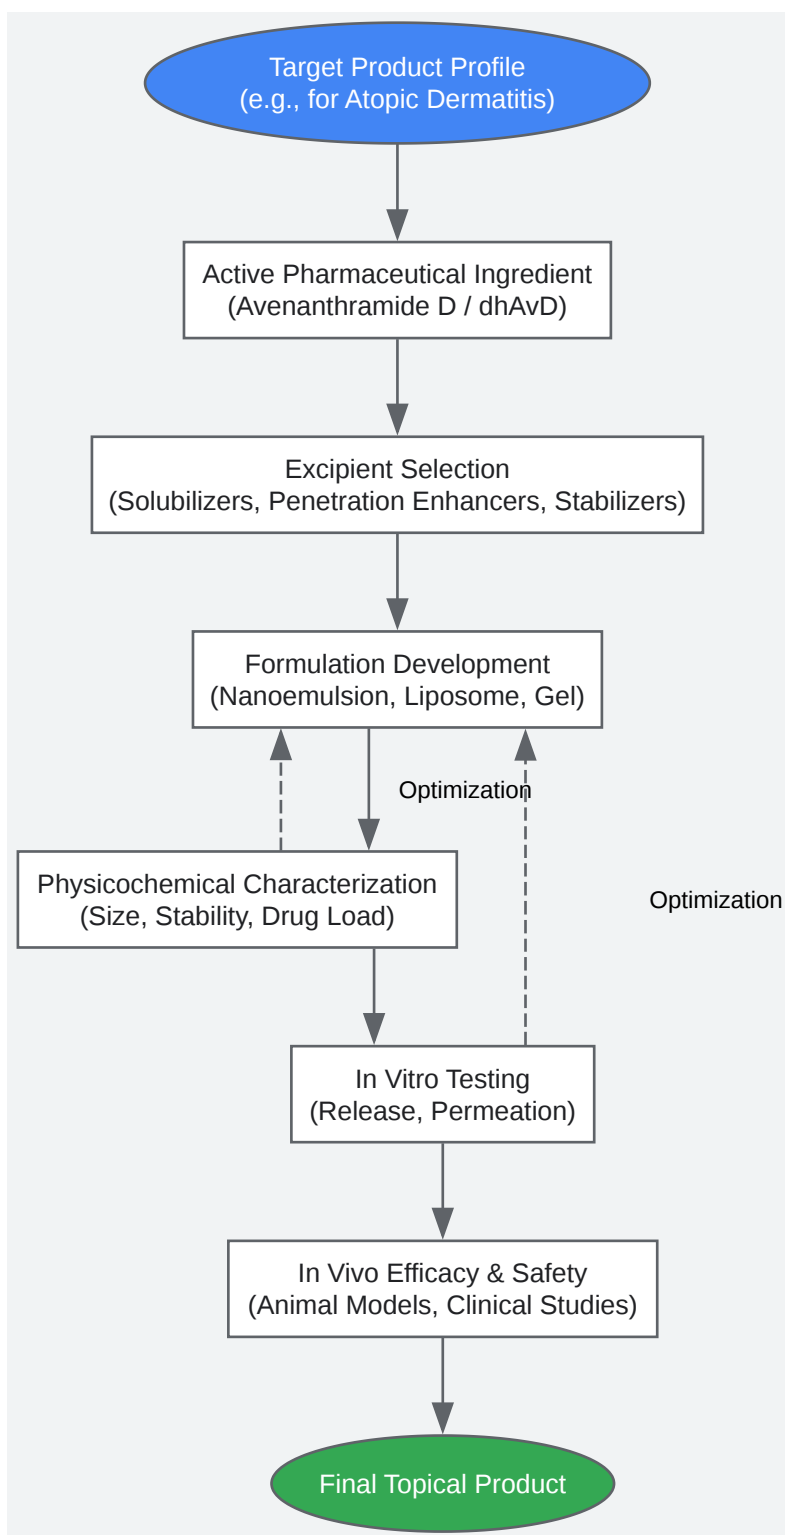 Target Product Profile
(e.g., for Atopic Dermatitis)
Active Pharmaceutical Ingredient
(Avenanthramide D / dhAvD)
Excipient Selection
(Solubilizers, Penetration Enhancers, Stabilizers)
Formulation Development
(Nanoemulsion, Liposome, Gel)
Optimization
Physicochemical Characterization
(Size, Stability, Drug Load)
Optimization
In Vitro Testing
(Release, Permeation)
In Vivo Efficacy & Safety
(Animal Models, Clinical Studies)
Final Topical Product